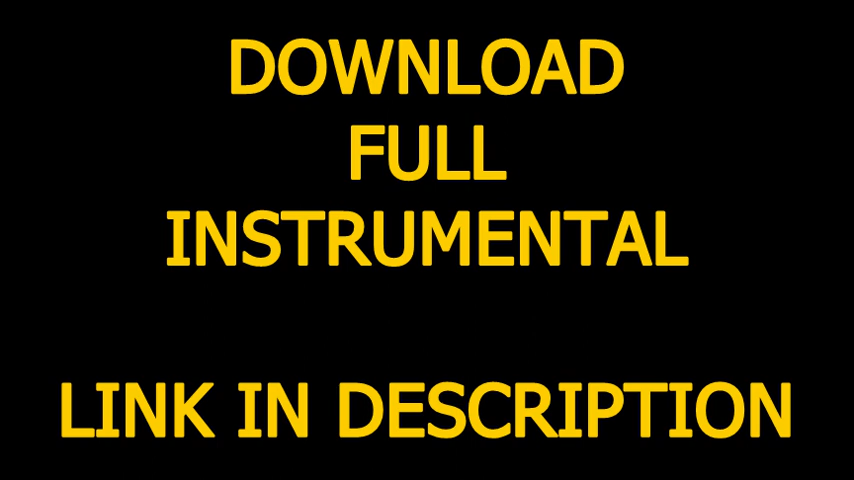 DOWNLOAD
FULL
INSTRUMENTAL
LINK IN DESCRIPTION